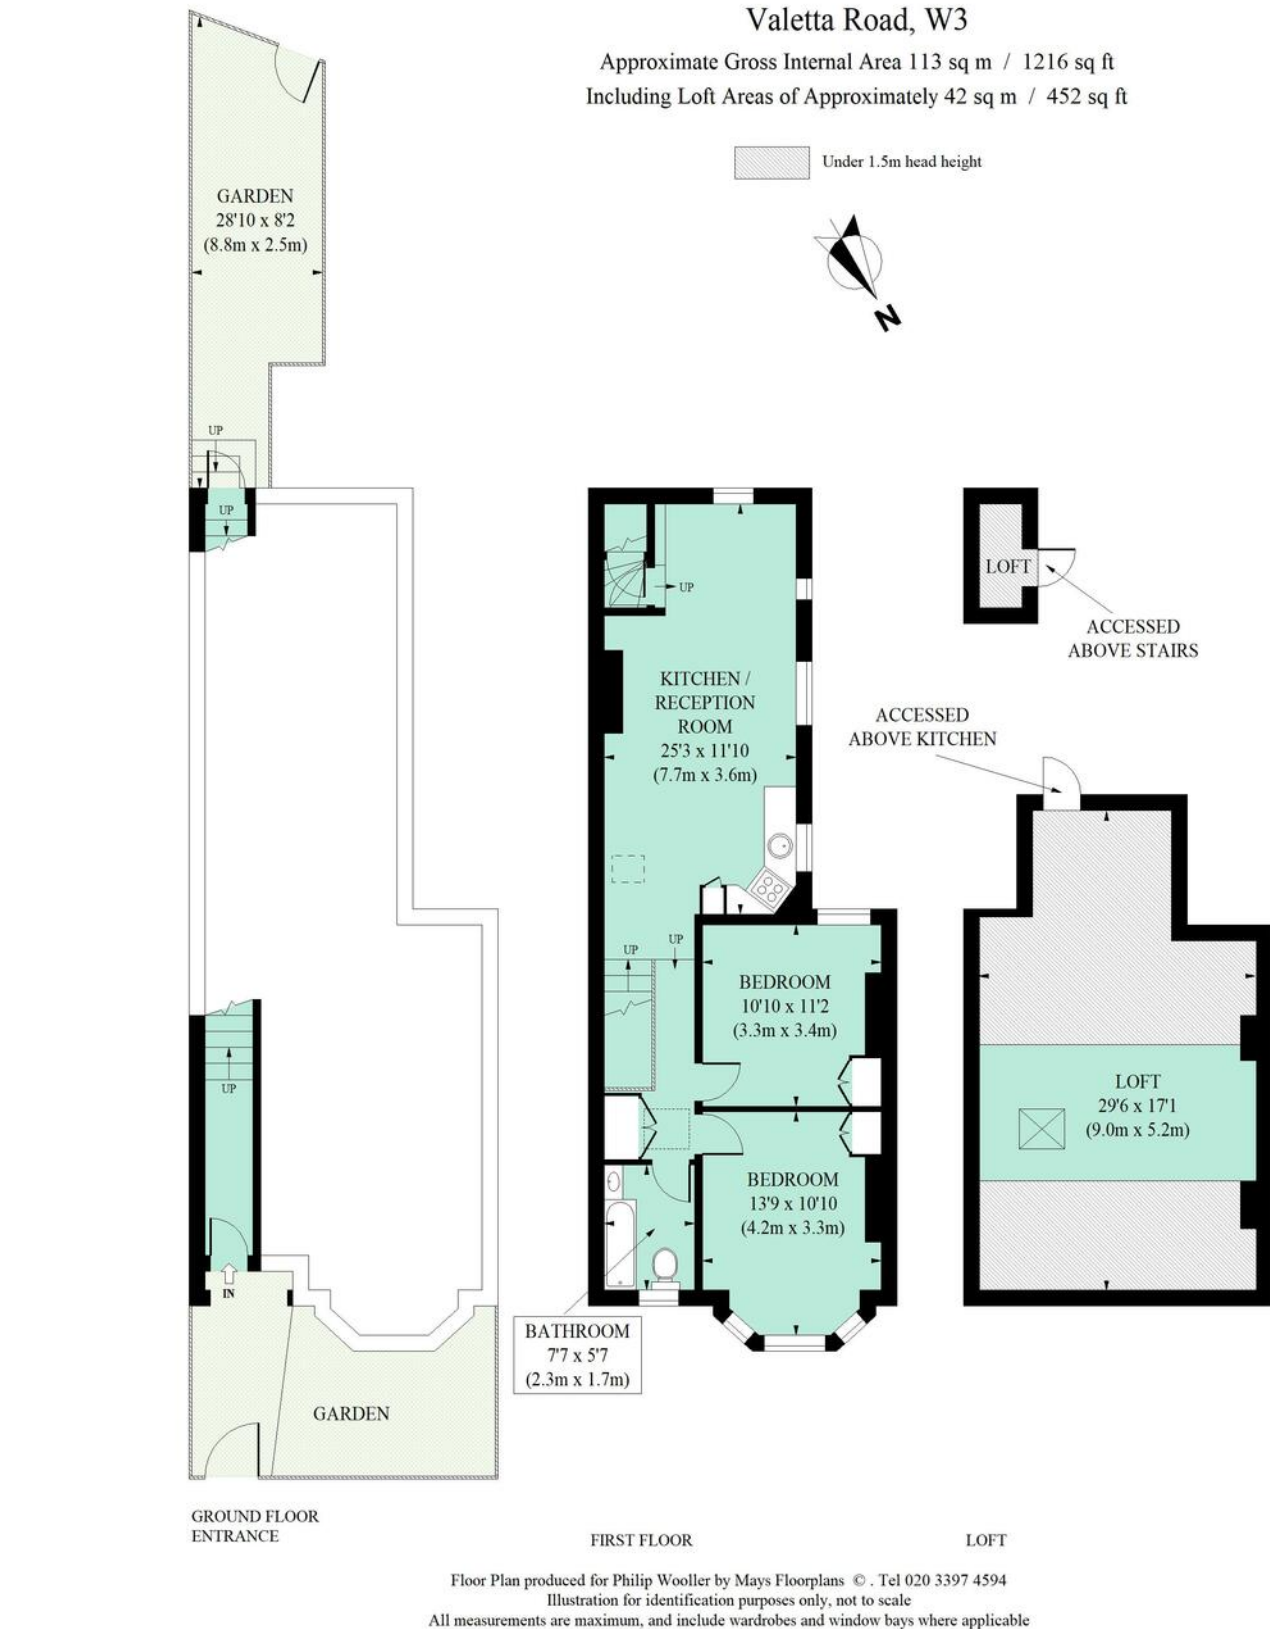 Valetta Road, W3
Approximate Gross Internal Area 113 sq m / 1216 sq ft
Including Loft Areas of Approximately 42 sq m / 452 sq ft
Under 1.5m head height
N
GARDEN
28'10 x 8'2
(8.8m x 2.5m)
UP
UP
UP
IN
GARDEN
GROUND FLOOR
ENTRANCE
UP
KITCHEN /
RECEPTION
ROOM
25'3 x 11'10
(7.7m x 3.6m)
UP
UP
BEDROOM
10'10 x 11'2
(3.3m x 3.4m)
BEDROOM
13'9 x 10'10
(4.2m x 3.3m)
BATHROOM
7'7 x 5'7
(2.3m x 1.7m)
FIRST FLOOR
LOFT
ACCESSED
ABOVE STAIRS
ACCESSED
ABOVE KITCHEN
LOFT
29'6 x 17'1
(9.0m x 5.2m)
LOFT
Floor Plan produced for Philip Wooller by Mays Floorplans © . Tel 020 3397 4594
Illustration for identification purposes only, not to scale
All measurements are maximum, and include wardrobes and window bays where applicable